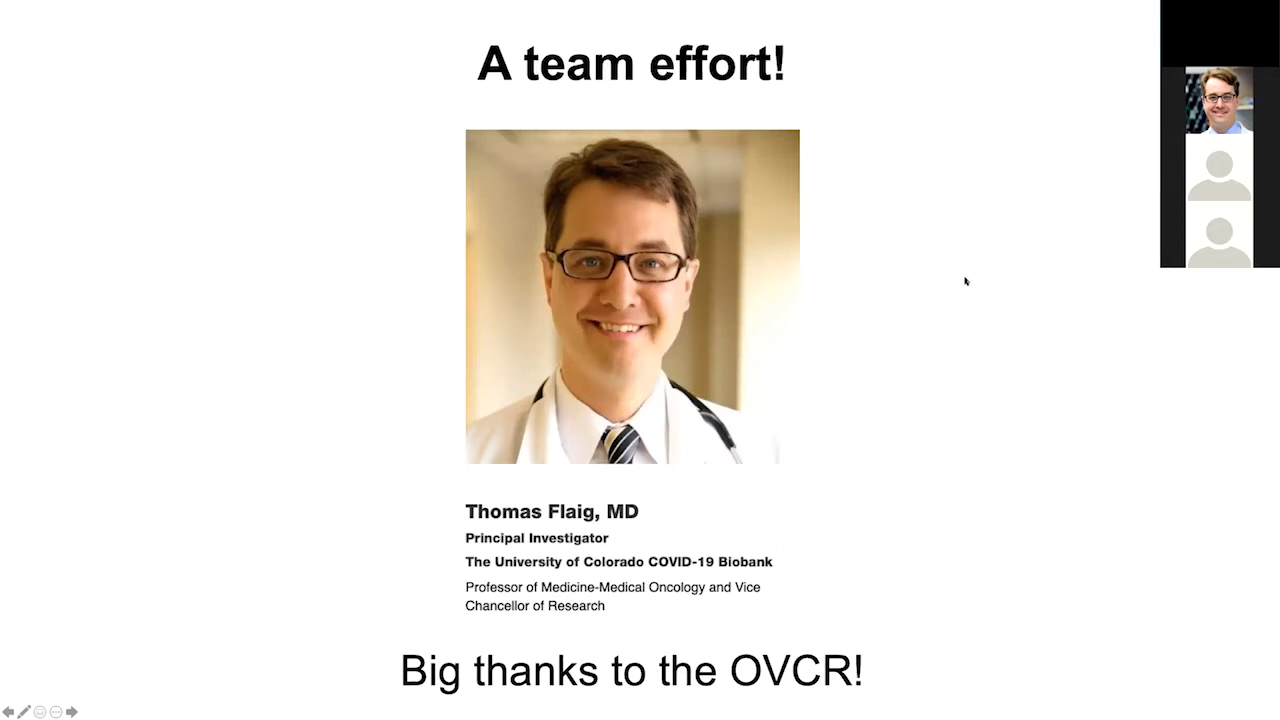 A team effort!
Thomas Flaig, MD
Principal Investigator
The University of Colorado COVID-19 Biobank
Professor of Medicine-Medical Oncology and Vice
Chancellor of Research
Big thanks to the OVCR!